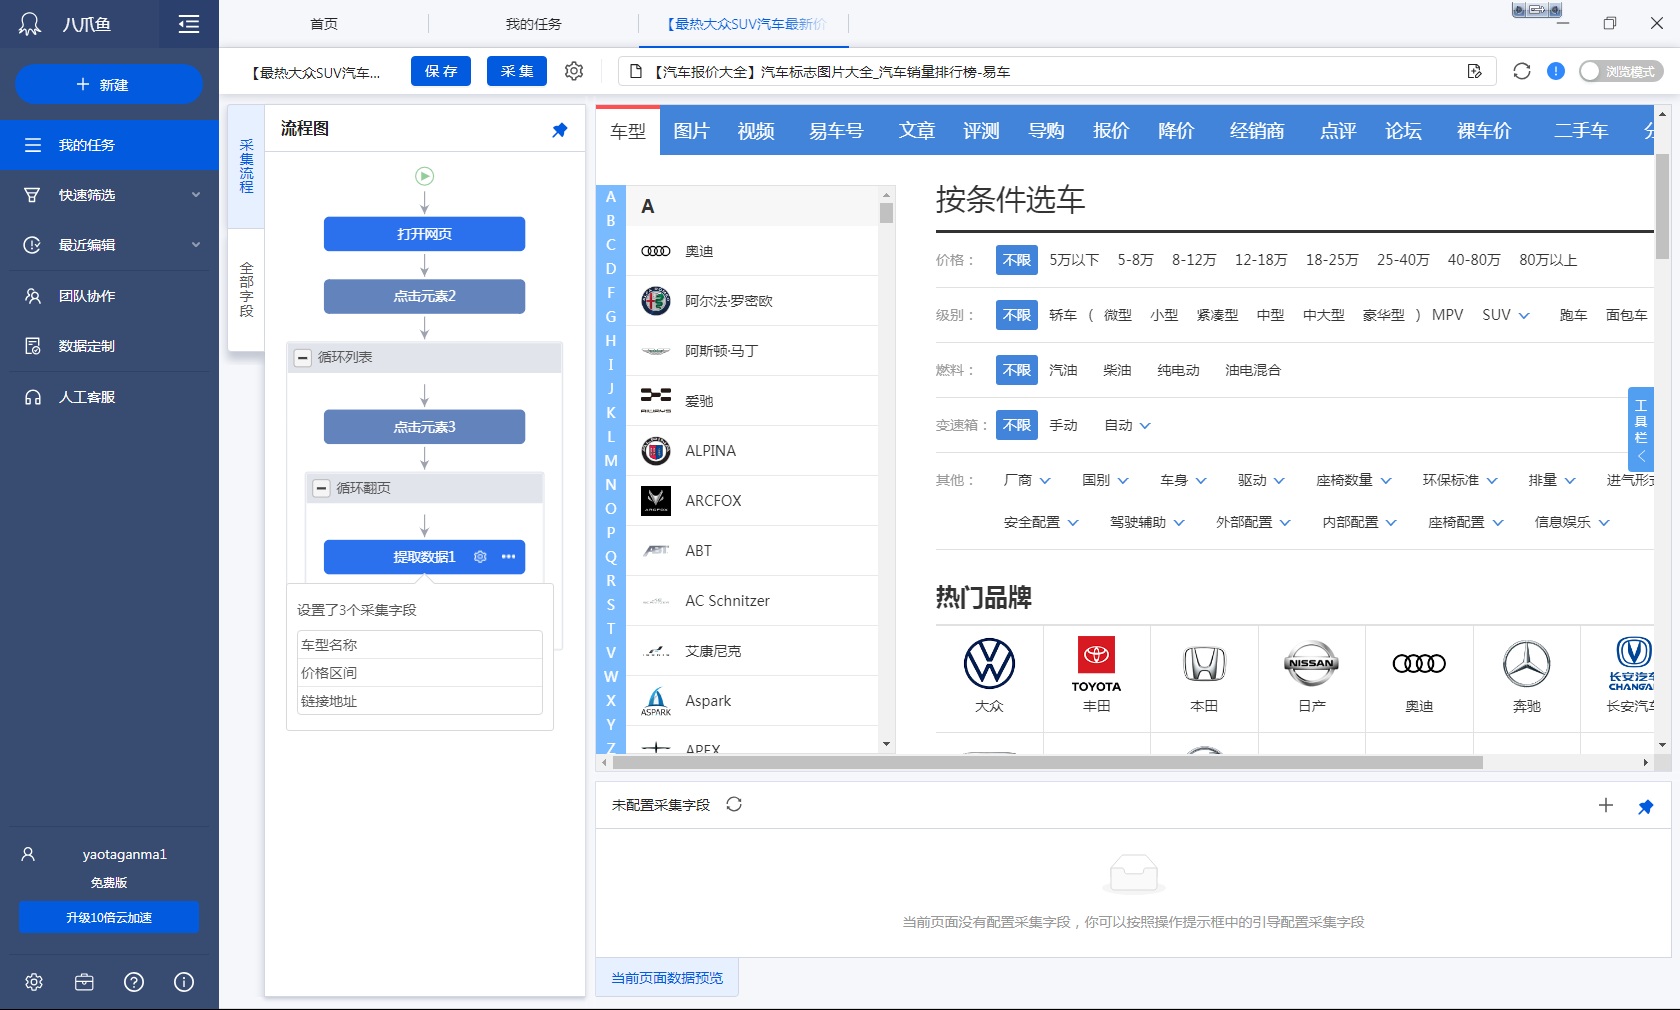 八爪鱼
首页
我的任务
【最热大众SUV汽车最新价
新建
【最热大众SUV汽车...
保 存
采 集
【汽车报价大全】汽车标志图片大全_汽车销量排行榜-易车
浏览模式
我的任务
快速筛选
最近编辑
团队协作
数据定制
人工客服
yaotaganma1
免费版
升级10倍云加速
采集流程
全部字段
流程图
打开网页
点击元素2
循环列表
点击元素3
循环翻页
提取数据1
设置了3个采集字段
车型名称
价格区间
链接地址
车型 图片 视频 易车号 文章 评测 导购 报价 降价 经销商 点评 论坛 裸车价 二手车
A
B
C
D
F
G
H
I
J
K
L
M
N
O
P
Q
R
S
T
V
W
X
Y
Z
A
奥迪
阿尔法·罗密欧
阿斯顿·马丁
爱驰
ALPINA
ARCFOX
ARCFOX
ABT
ABT
AC Schnitzer
艾康尼克
ASPARK
Aspark
APEX
按条件选车
价格： 不限 5万以下 5-8万 8-12万 12-18万 18-25万 25-40万 40-80万 80万以上
级别： 不限 轿车 （ 微型 小型 紧凑型 中型 中大型 豪华型 ） MPV SUV 跑车 面包车
燃料： 不限 汽油 柴油 纯电动 油电混合
变速箱： 不限 手动 自动
其他： 厂商 国别 车身 驱动 座椅数量 环保标准 排量 进气形式
安全配置 驾驶辅助 外部配置 内部配置 座椅配置 信息娱乐
工具栏
热门品牌
TOYOTA
NISSAN
长安汽车
CHANGA
大众 丰田 本田 日产 奥迪 奔驰 长安汽车
未配置采集字段
当前页面没有配置采集字段，你可以按照操作提示框中的引导配置采集字段
当前页面数据预览